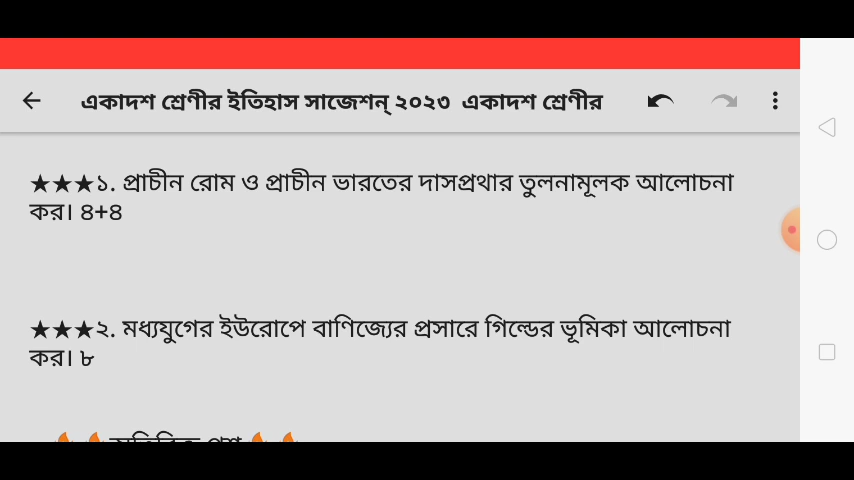 একাদশ শ্রেণীর ইতিহাস সাজেশন্ ২০২৩ একাদশ শ্রেণীর
★★★১. প্রাচীন রোম ও প্রাচীন ভারতের দাসপ্রথার তুলনামূলক আলোচনা
কর। ৪+৪
★★★২. মধ্যযুগের ইউরোপে বাণিজ্যের প্রসারে গিল্ডের ভূমিকা আলোচনা
কর। ৮